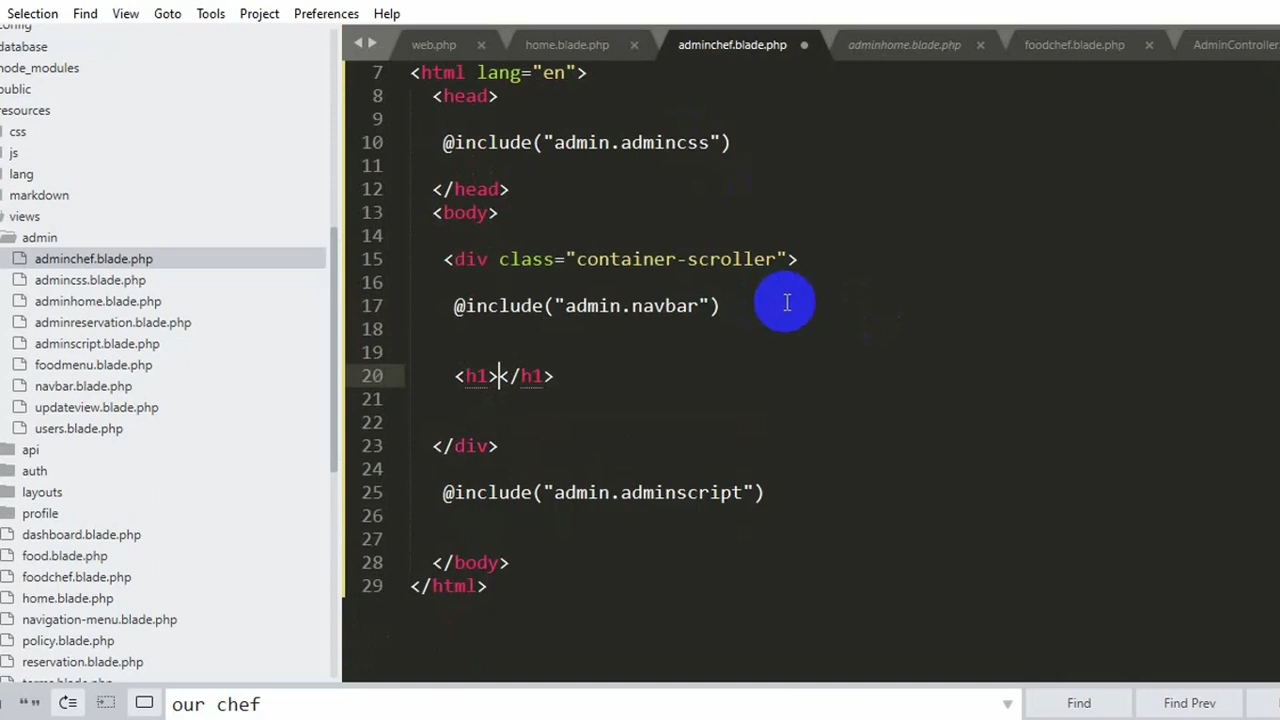 Selection Find View Goto Tools Project Preferences Help
database
node_modules
resources
css
js
lang
markdown
views
admin
adminchef.blade.php
admincss.blade.php
adminhome.blade.php
adminreservation.blade.php
adminscript.blade.php
foodmenu.blade.php
navbar.blade.php
updateview.blade.php
users.blade.php
api
auth
layouts
profile
dashboard.blade.php
food.blade.php
foodchef.blade.php
home.blade.php
navigation-menu.blade.php
policy.blade.php
reservation.blade.php
web.php × home.blade.php × adminchef.blade.php adminhome.blade.php × foodchef.blade.php × AdminController
7 <html lang="en">
8 <head>
9
10 @include("admin.admincss")
11
12 </head>
13 <body>
14
15 <div class="container-scroller">
16
17 @include("admin.navbar")
18
19
20 <h1></h1>
21
22
23 </div>
24
25 @include("admin.adminscript")
26
27
28 </body>
29 </html>
our chef Find Find Prev